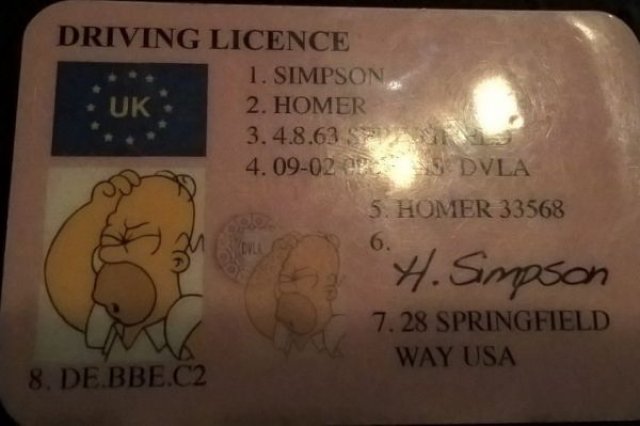 DRIVING LICENCE
UK
1. SIMPSON
2. HOMER
3. 4.8.63
4. 09-02 DVLA
5. HOMER 33568
6.
DVLA
H. Simpson
7. 28 SPRINGFIELD
WAY USA
8. DE.BBE.C2